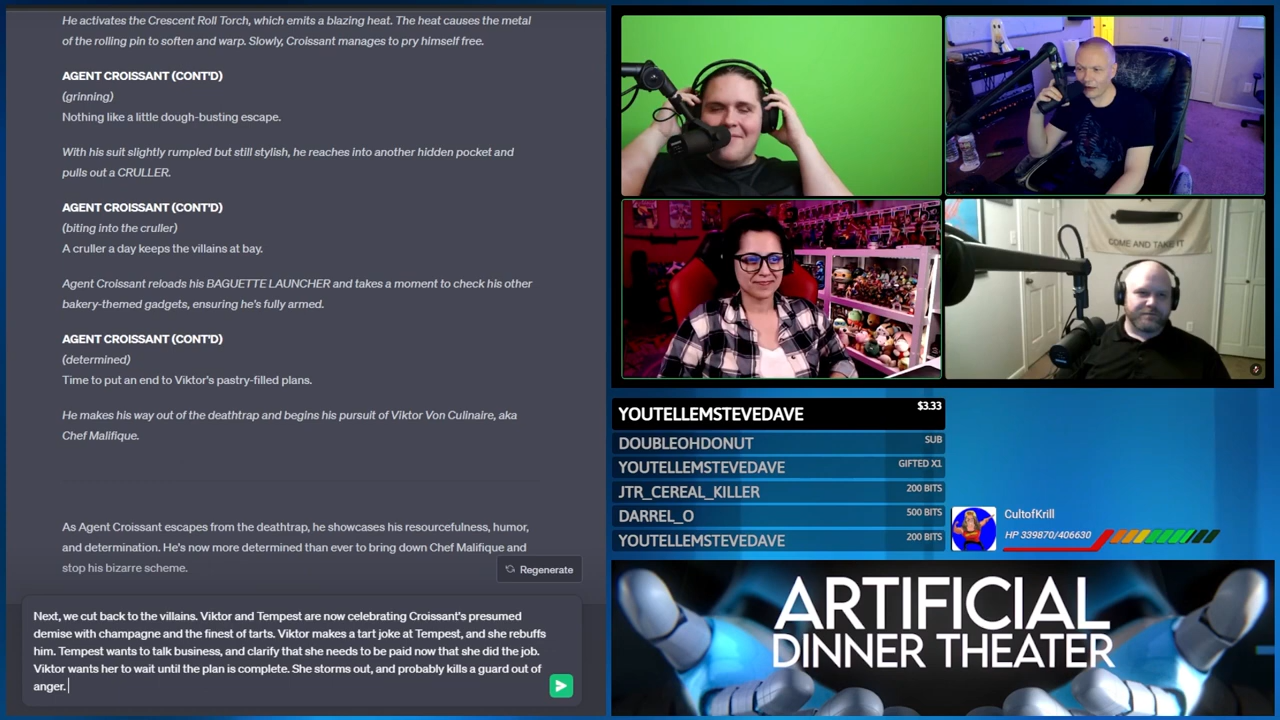 He activates the Crescent Roll Torch, which emits a blazing heat. The heat causes the metal
of the rolling pin to soften and warp. Slowly, Croissant manages to pry himself free.
AGENT CROISSANT (CONT'D)
(grinning)
Nothing like a little dough-busting escape.
With his suit slightly rumpled but still stylish, he reaches into another hidden pocket and
pulls out a CRULLER.
AGENT CROISSANT (CONT'D)
(biting into the cruller)
A cruller a day keeps the villains at bay.
Agent Croissant reloads his BAGUETTE LAUNCHER and takes a moment to check his other
bakery-themed gadgets, ensuring he's fully armed.
AGENT CROISSANT (CONT'D)
(determined)
Time to put an end to Viktor's pastry-filled plans.
He makes his way out of the deathtrap and begins his pursuit of Viktor Von Culinaire, aka
Chef Malifique.
As Agent Croissant escapes from the deathtrap, he showcases his resourcefulness, humor,
and determination. He's now more determined than ever to bring down Chef Malifique and
stop his bizarre scheme.
Regenerate
Next, we cut back to the villains. Viktor and Tempest are now celebrating Croissant's presumed
demise with champagne and the finest of tarts. Viktor makes a tart joke at Tempest, and she rebuffs
him. Tempest wants to talk business, and clarify that she needs to be paid now that she did the job.
Viktor wants her to wait until the plan is complete. She storms out, and probably kills a guard out of
anger.
COME AND TAKE IT
YOUTELLEMSTEVEDAVE $3.33
DOUBLEOHDONUT SUB
YOUTELLEMSTEVEDAVE GIFTED X1
JTR_CEREAL_KILLER 200 BITS
DARREL_O 500 BITS
YOUTELLEMSTEVEDAVE 200 BITS
CultofKrill
HP 339870/406630
ARTIFICIAL
DINNER THEATER